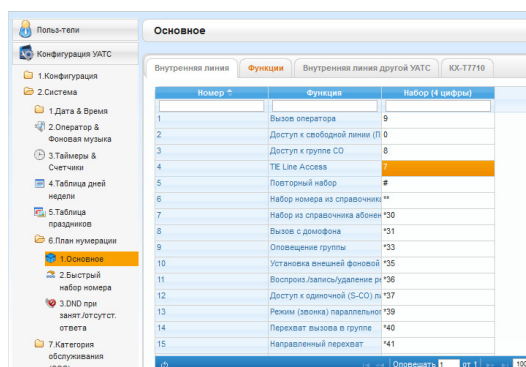 Польз-тели
Основное
Конфигурация УАТС
1.Конфигурация
2.Система
1.Дата & Время
2.Оператор &
Фоновая музыка
3.Таймеры &
Счетчики
4.Таблица дней
недели
5.Таблица
праздников
6.План нумерации
1.Основное
2.Быстрый
набор номера
3.DND при
занят./отсутст.
ответа
7.Категория
обслуживания
Внутренняя линия Функции Внутренняя линия другой УАТС KX-T7710
Номер Функция Набор (4 цифры)
1 Вызов оператора 9
2 Доступ к свободной линии (П 0
3 Доступ к группе СО 8
4 TIE Line Access 7
5 Повторный набор #
6 Набор номера из справочник **
7 Набор из справочника абонен *30
8 Вызов с домофона *31
9 Оповещение группы *33
10 Установка внешней фоновой *35
11 Воспроиз./запись/удаление ре *36
12 Доступ к одиночной (S-CO) ли *37
13 Режим (звонка) параллельног *39
14 Перехват вызова в группе *40
15 Направленный перехват *41
Оповещать 1 от 1 100